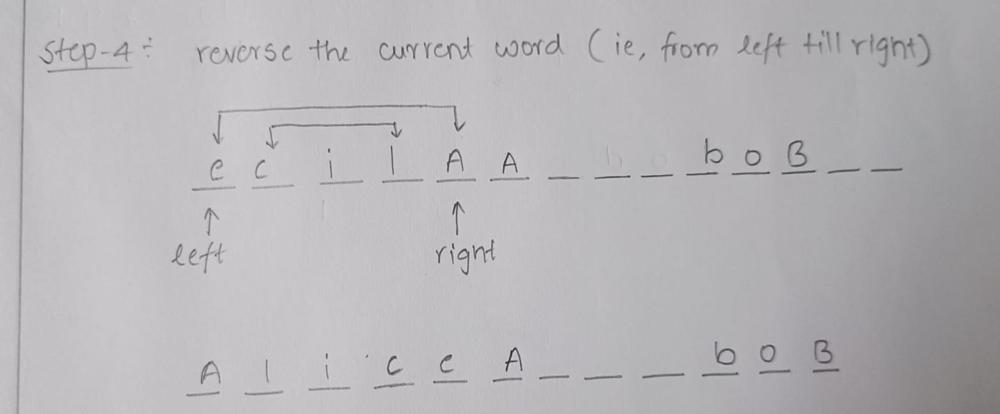 Step-4÷ reverse the current word (ie, from left till right)
e c i l A A _ _ _ b o B _ _
left right
A l i c e A _ _ _ b o B